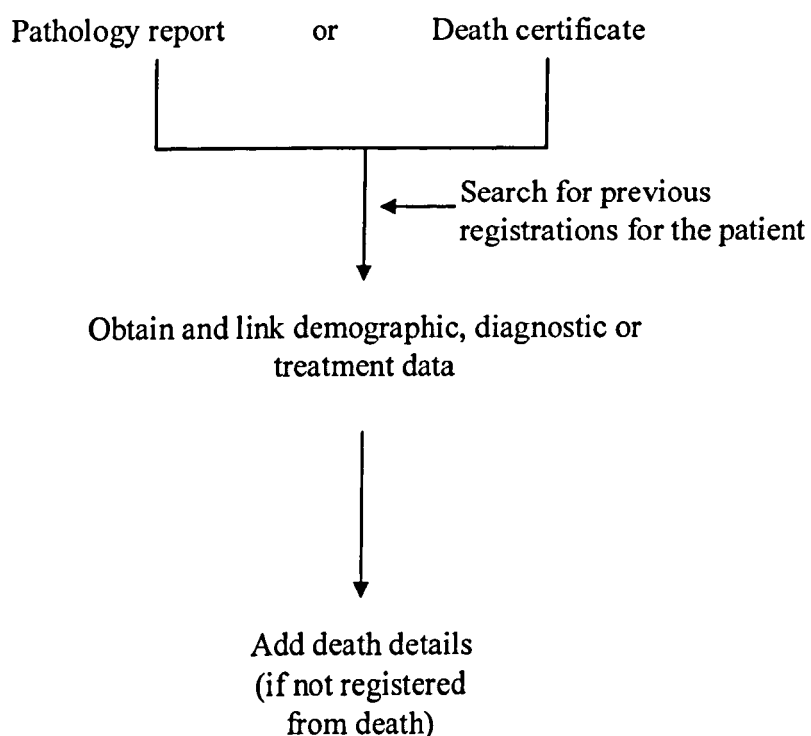 Pathology report or Death certificate
Search for previous
registrations for the patient
Obtain and link demographic, diagnostic or
treatment data
Add death details
(if not registered
from death)